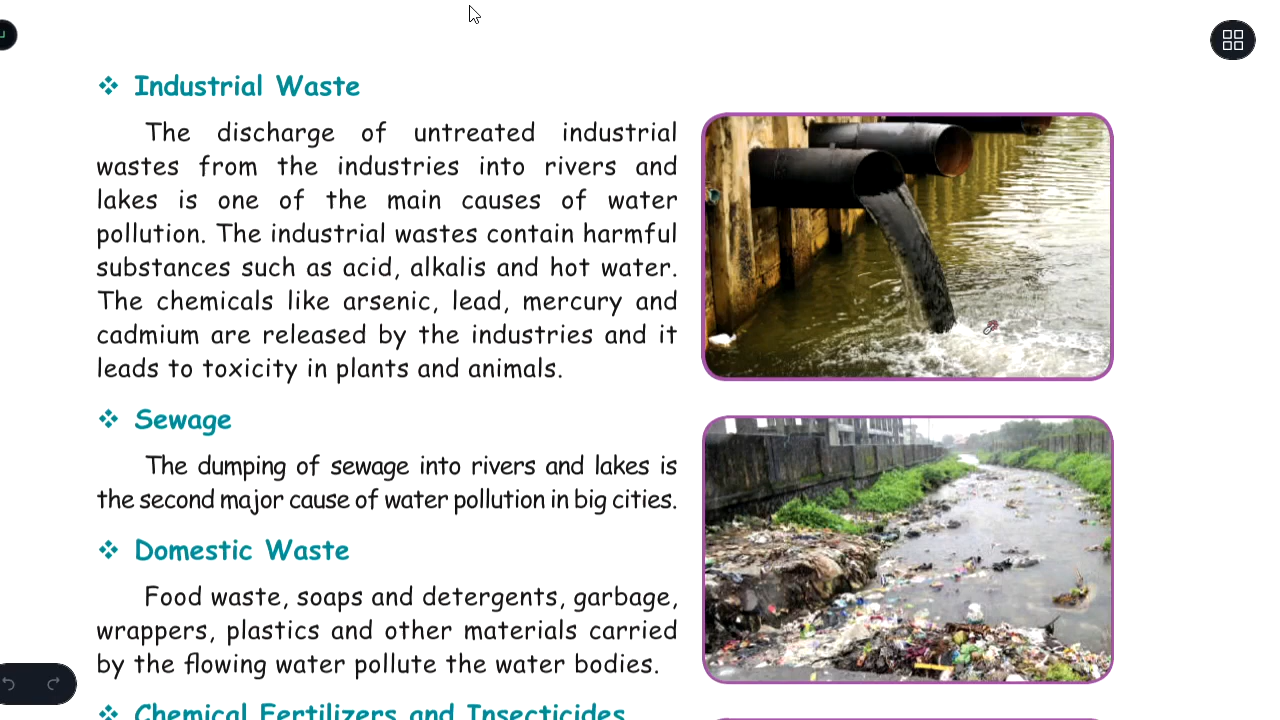 ❖ Industrial Waste
The discharge of untreated industrial
wastes from the industries into rivers and
lakes is one of the main causes of water
pollution. The industrial wastes contain harmful
substances such as acid, alkalis and hot water.
The chemicals like arsenic, lead, mercury and
cadmium are released by the industries and it
leads to toxicity in plants and animals.
❖ Sewage
The dumping of sewage into rivers and lakes is
the second major cause of water pollution in big cities.
❖ Domestic Waste
Food waste, soaps and detergents, garbage,
wrappers, plastics and other materials carried
by the flowing water pollute the water bodies.
❖ Chemical Fertilizers and Insecticides